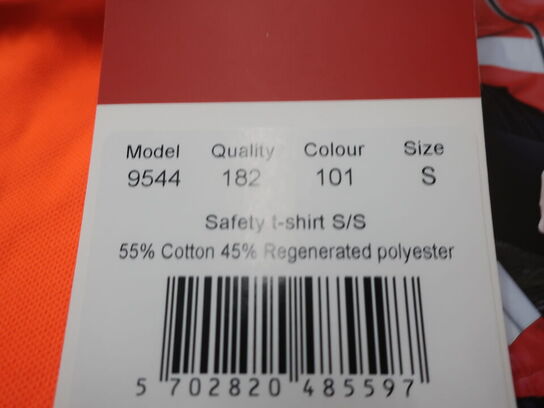 Model Quality Colour Size
9544 182 101 S
Safety t-shirt S/S
55% Cotton 45% Regenerated polyester
5 702820 485597